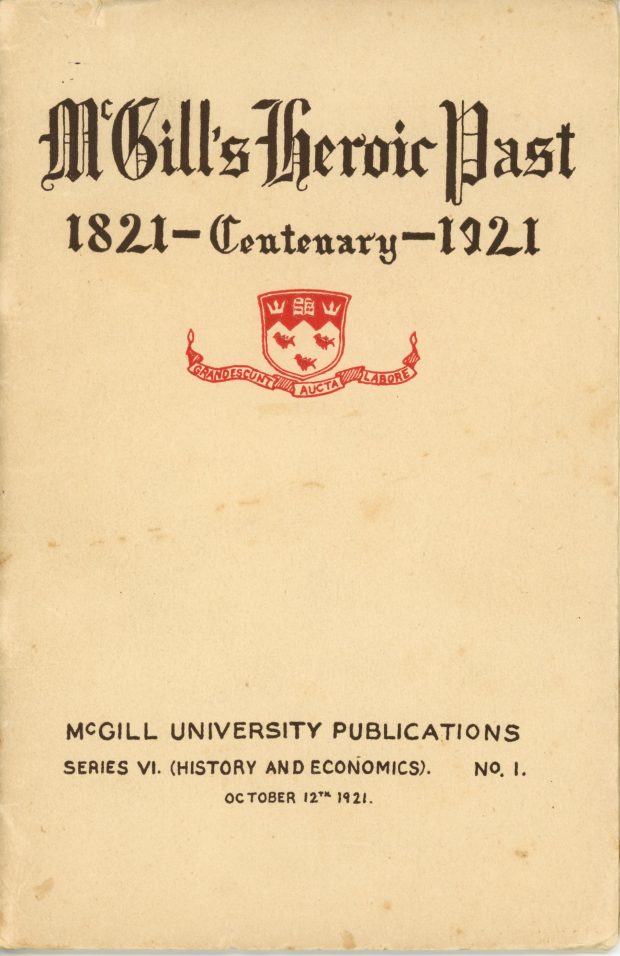 McGill's Heroic Past
1821-Centenary-1921
GRANDESCUNT AUCTA LABORE
McGILL UNIVERSITY PUBLICATIONS
SERIES VI. (HISTORY AND ECONOMICS). No. 1.
OCTOBER 12TH 1921.